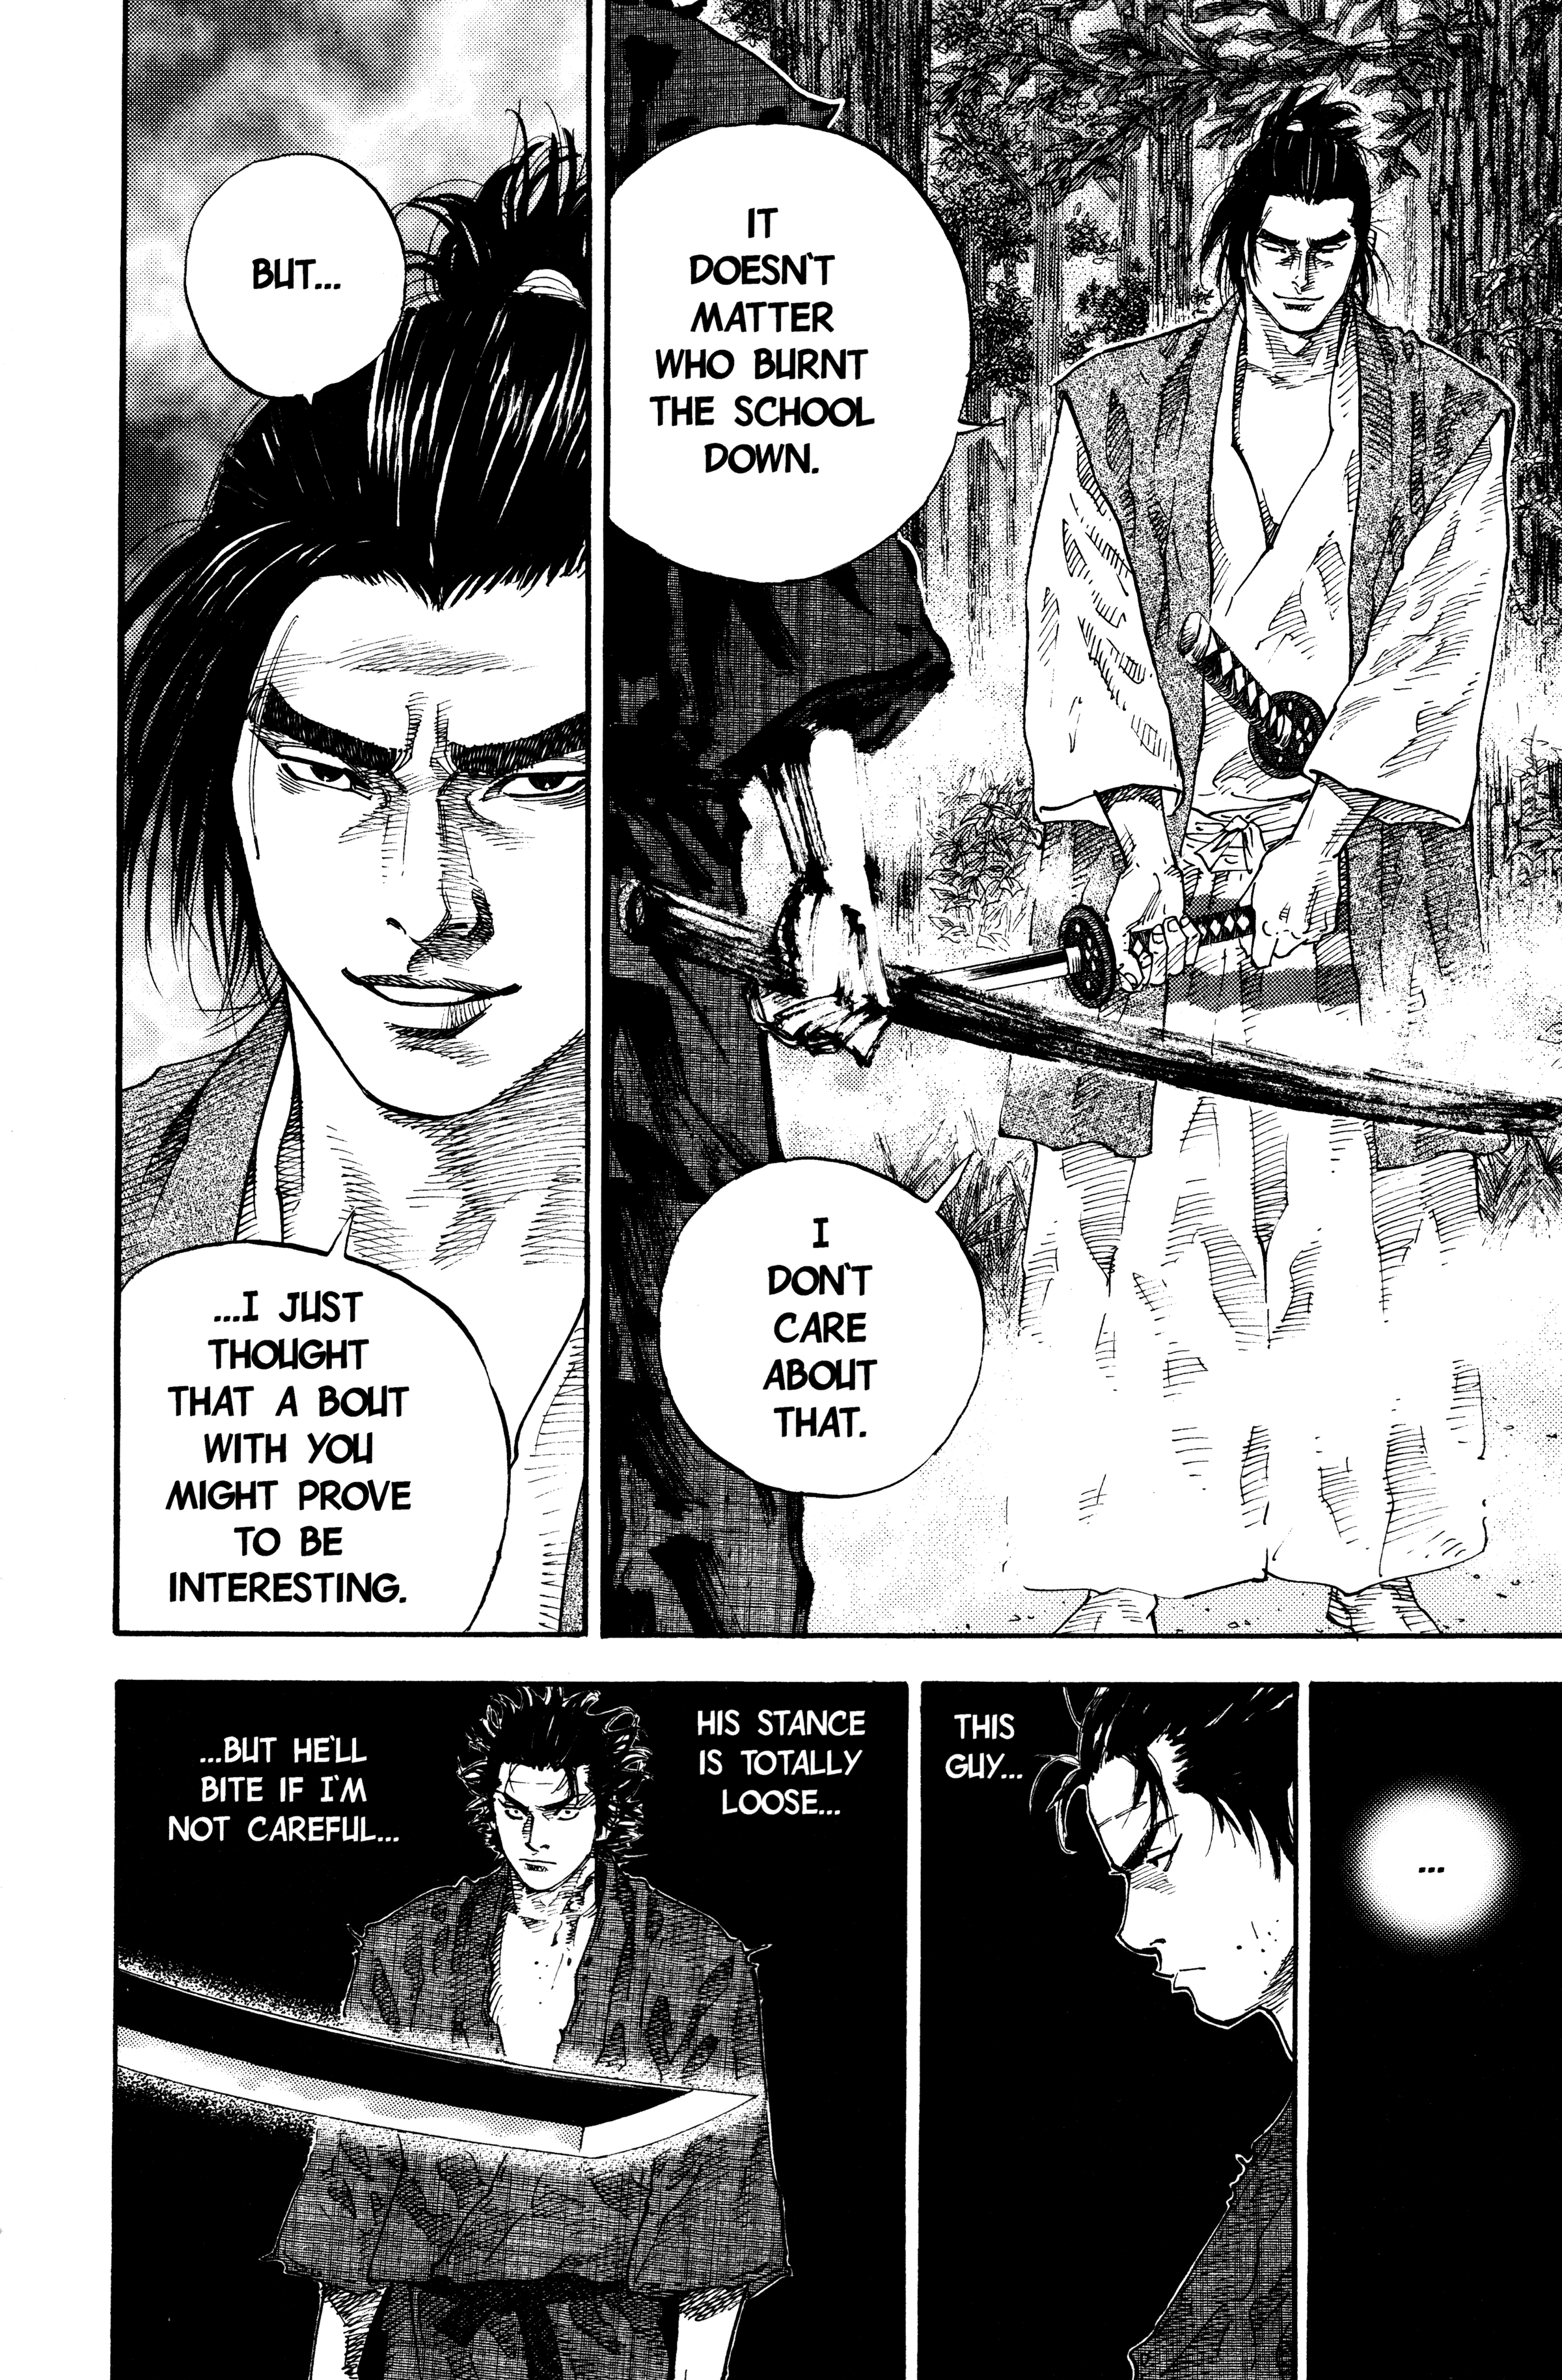 IT
DOESN'T
MATTER
WHO BURNT
THE SCHOOL
DOWN.
I
DON'T
CARE
ABOUT
THAT.
BUT...
...I JUST
THOUGHT
THAT A BOUT
WITH YOU
MIGHT PROVE
TO BE
INTERESTING.
...
THIS
GUY...
HIS STANCE
IS TOTALLY
LOOSE...
...BUT HE'LL
BITE IF I'M
NOT CAREFUL...